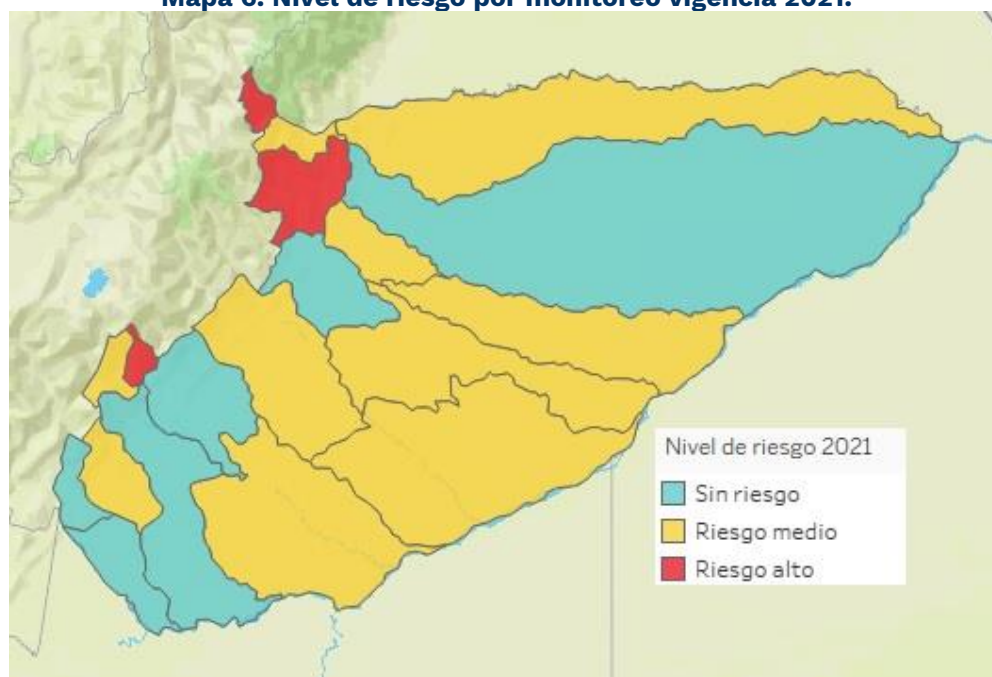 Mapa 6. Nivel de riesgo por monitoreo vigencia 2021.
Nivel de riesgo 2021
Sin riesgo
Riesgo medio
Riesgo alto